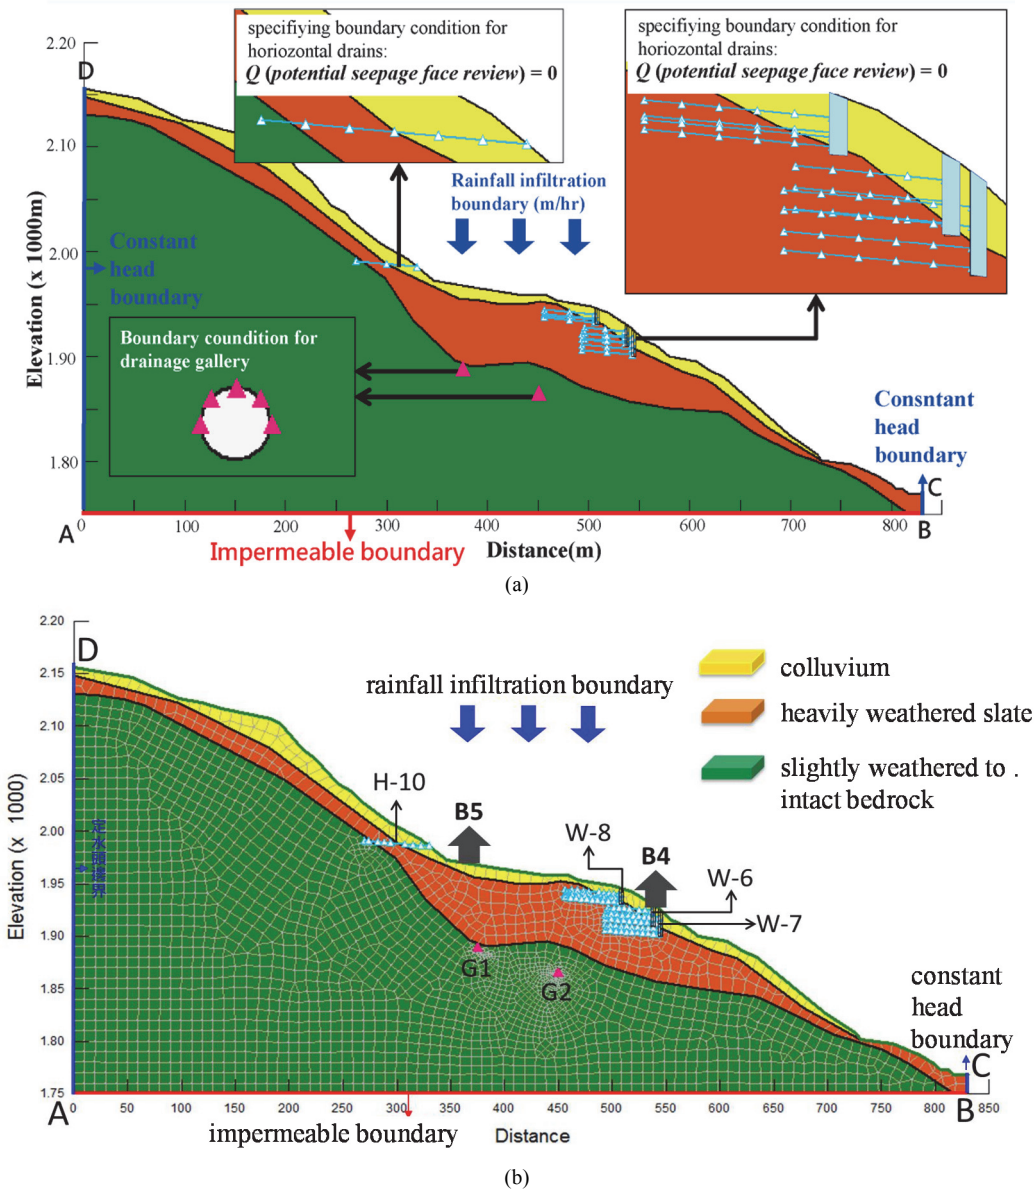 specifiying boundary condition for
horiozontal drains:
Q (potential seepage face review) = 0
specifiying boundary condition for
horiozontal drains:
Q (potential seepage face review) = 0
2.20
D
2.10
2.00
1.90
1.80
Elevation (x 1000m)
Rainfall infiltration
boundary (m/hr)
Constant
head
boundary
Boundary coundition for
drainage gallery
Consntant
head
boundary
C
A
0
100
200
300
400
500
600
700
800
B
Impermeable boundary
Distance(m)
(a)
2.20
2.15
2.10
2.05
2.00
1.95
1.90
1.85
1.80
1.75
Elevation (x 1000)
D
rainfall infiltration boundary
colluvium
heavily weathered slate
slightly weathered to .
intact bedrock
H-10
B5
W-8
B4
W-6
W-7
定水頭邊界
G1
G2
constant
head
boundary
C
A
0
50
100
150
200
250
300
350
400
450
500
550
600
650
700
750
800
B
850
impermeable boundary
Distance
(b)